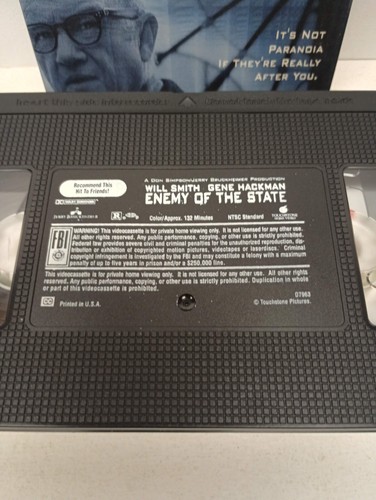 IT'S NOT
PARANOIA
IF THEY'RE REALLY
AFTER YOU.
Recommend This
Hit To Friends!
A DON SIMPSON/JERRY BRUCKHEIMER PRODUCTION
WILL SMITH GENE HACKMAN
ENEMY OF THE STATE
R
Color/Approx. 132 Minutes
NTSC Standard
FBI
WARNING! This videocassette is for private home viewing only. It is not licensed for any other use.
All other rights reserved. Any public performance, copying, or other use is strictly prohibited.
Federal law provides severe civil and criminal penalties for the unauthorized reproduction, dis-
tribution or exhibition of copyrighted motion pictures, videotapes or laserdiscs. Criminal
copyright infringement is investigated by the FBI and may constitute a felony with a maximum
penalty of up to five years in prison and/or a $250,000 fine.
This videocassette is for private home viewing only. It is not licensed for any other use. All other rights
reserved. Any public performance, copying, or other use is strictly prohibited. Duplication in whole
or part of this videocassette is prohibited.
CC Printed in U.S.A.
D7963
© Touchstone Pictures.